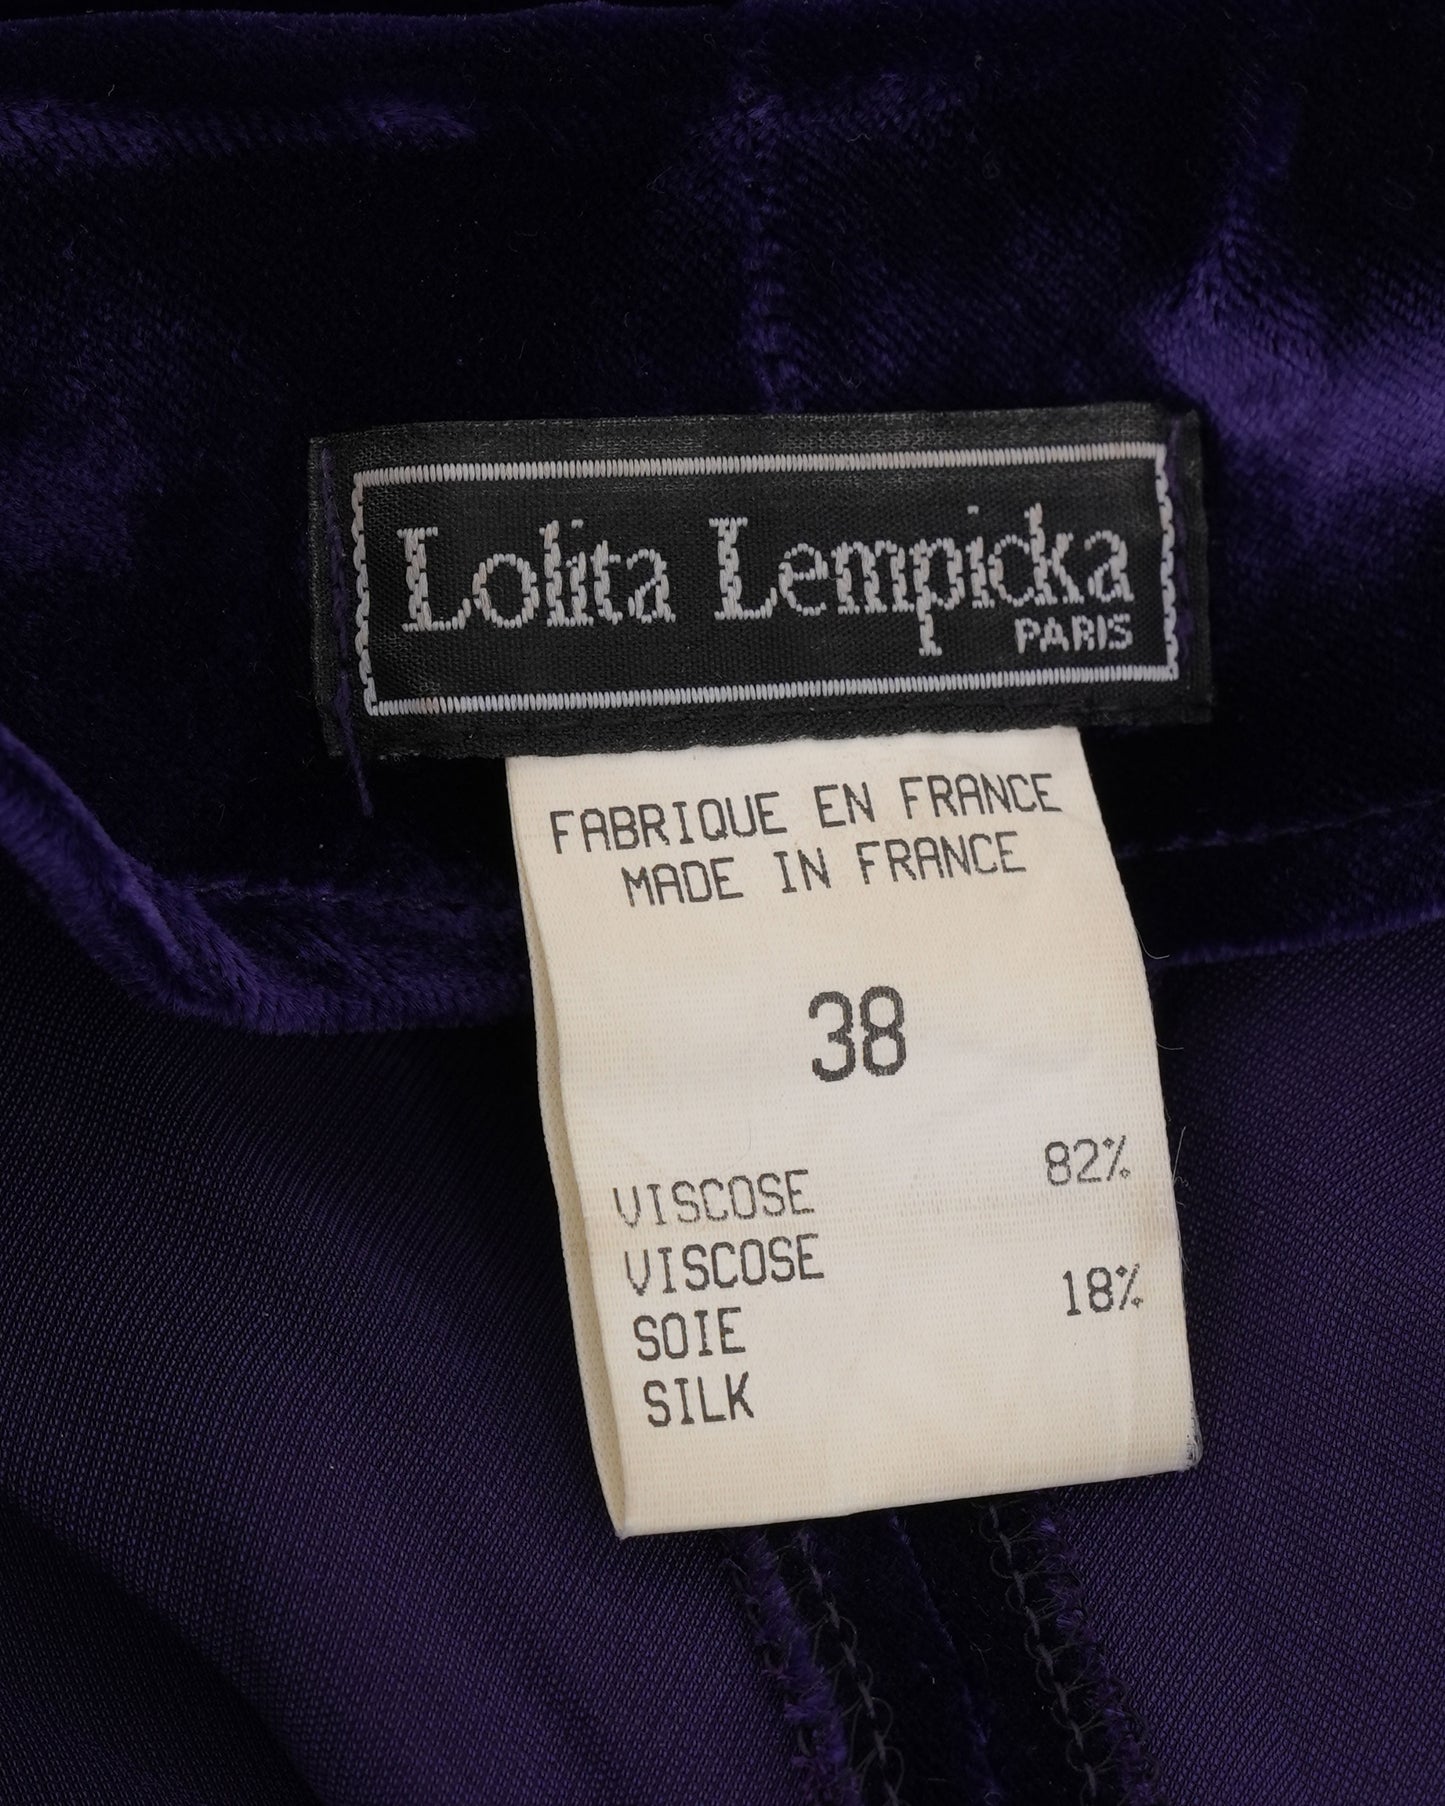 Lolita Lempicka
PARIS
FABRIQUE EN FRANCE
MADE IN FRANCE
38
VISCOSE 82%
VISCOSE
SOIE 18%
SILK